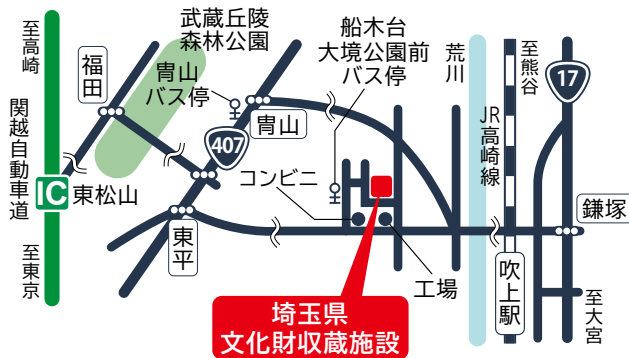 至高崎
関越自動車道
IC
東松山
至東京
福田
武蔵丘陵
森林公園
冑山
バス停
407
冑山
東平
コンビニ
船木台
大境公園前
バス停
工場
埼玉県
文化財収蔵施設
荒川
JR高崎線
至熊谷
17
鎌塚
吹上駅
至大宮